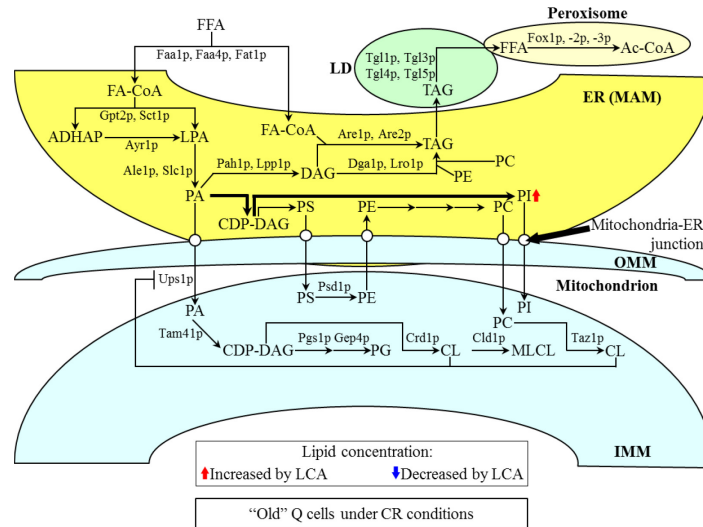 Peroxisome
FFA
Faa1p, Faa4p, Fat1p
Tgl1p, Tgl3p
Tgl4p, Tgl5p
FFA
Fox1p, -2p, -3p
Ac-CoA
LD
TAG
FA-CoA
ER (MAM)
Gpt2p, Sct1p
FA-CoA
Are1p, Are2p
ADHAP
LPA
TAG
Ayr1p
Ale1p, Slc1p
Pah1p, Lpp1p
DAG
Dga1p, Lro1p
PC
PE
PA
PS
PE
PC
PI
CDP-DAG
Mitochondria-ER
junction
OMM
Mitochondrion
Ups1p
PS
Psd1p
PE
PA
PI
PC
Tam41p
CDP-DAG
Pgs1p Gep4p
PG
Crd1p
CL
Cld1p
MLCL
Taz1p
CL
IMM
Lipid concentration:
Increased by LCA
Decreased by LCA
“Old” Q cells under CR conditions